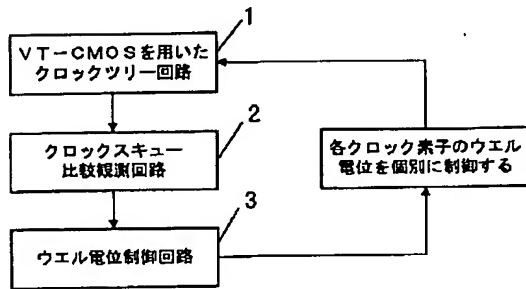 1
VT-CMOSを用いた
クロックツリー回路
2
クロックスキュー
比較観測回路
各クロック素子のウエル
電位を個別に制御する
3
ウエル電位制御回路